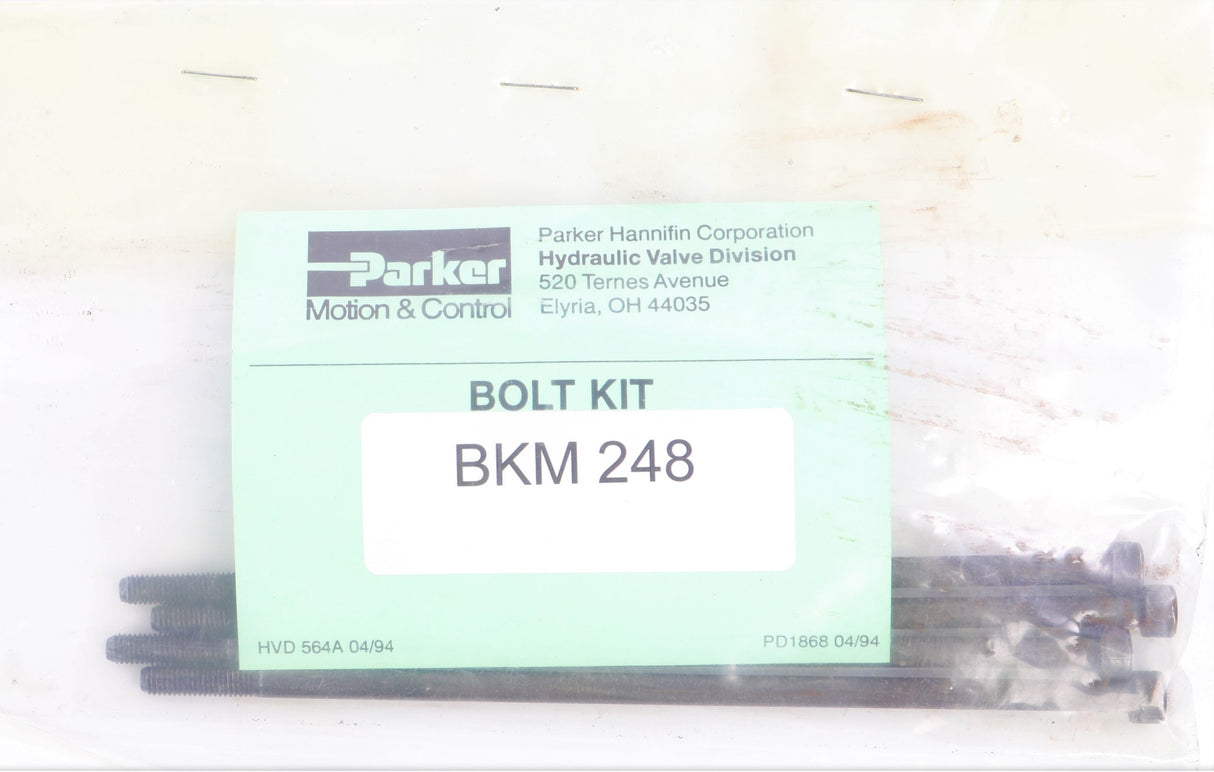 Parker
Motion & Control
Parker Hannifin Corporation
Hydraulic Valve Division
520 Ternes Avenue
Elyria, OH 44035
BOLT KIT
BKM 248
HVD 564A 04/94
PD1868 04/94